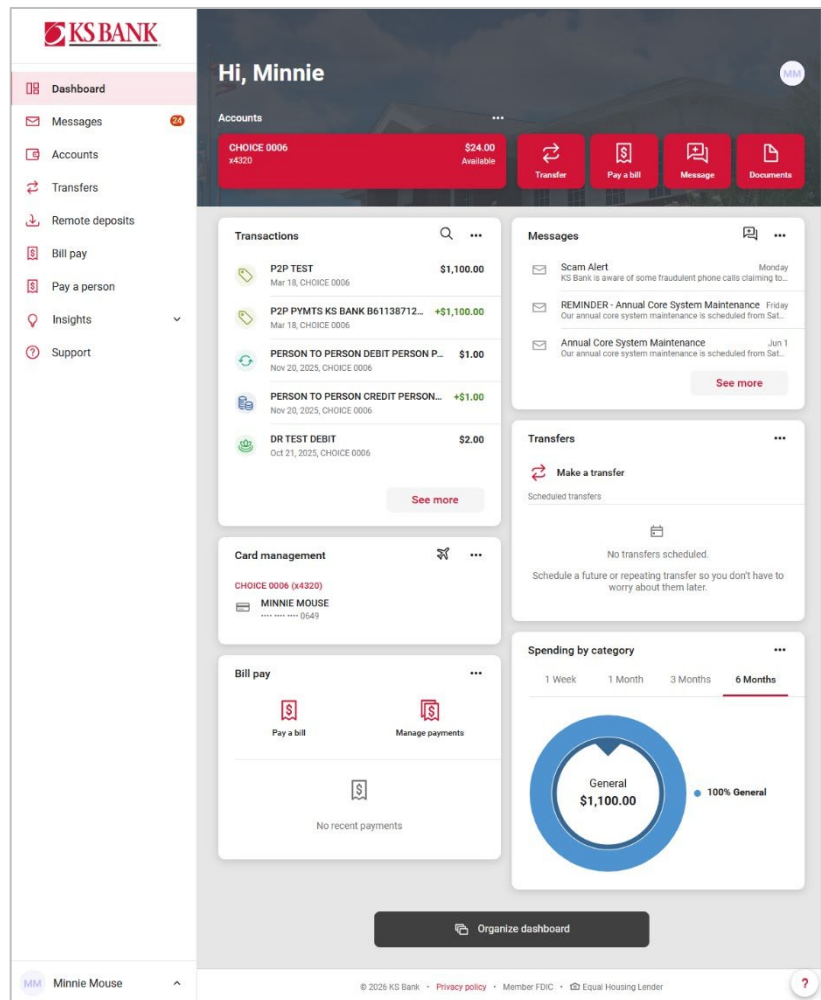 KS BANK
Dashboard
Messages 24
Accounts
Transfers
Remote deposits
Bill pay
Pay a person
Insights
Support
MM Minnie Mouse
Hi, Minnie
MM
Accounts
CHOICE 0006 $24.00
x4320 Available
Transfer
Pay a bill
Message
Documents
Transactions
P2P TEST $1,100.00
Mar 18, CHOICE 0006
P2P PYMTS KS BANK B61138712... +$1,100.00
Mar 18, CHOICE 0006
PERSON TO PERSON DEBIT PERSON P... $1.00
Nov 20, 2025, CHOICE 0006
PERSON TO PERSON CREDIT PERSON... +$1.00
Nov 20, 2025, CHOICE 0006
DR TEST DEBIT $2.00
Oct 21, 2025, CHOICE 0006
See more
Card management
CHOICE 0006 (x4320)
MINNIE MOUSE
.... .... .... 0649
Bill pay
Pay a bill
Manage payments
No recent payments
Messages
Scam Alert Monday
KS Bank is aware of some fraudulent phone calls claiming to...
REMINDER - Annual Core System Maintenance Friday
Our annual core system maintenance is scheduled from Sat...
Annual Core System Maintenance Jun 1
Our annual core system maintenance is scheduled from Sat...
See more
Transfers
Make a transfer
Scheduled transfers
No transfers scheduled.
Schedule a future or repeating transfer so you don't have to
worry about them later.
Spending by category
1 Week 1 Month 3 Months 6 Months
General
$1,100.00
100% General
Organize dashboard
© 2026 KS Bank · Privacy policy · Member FDIC · Equal Housing Lender
?